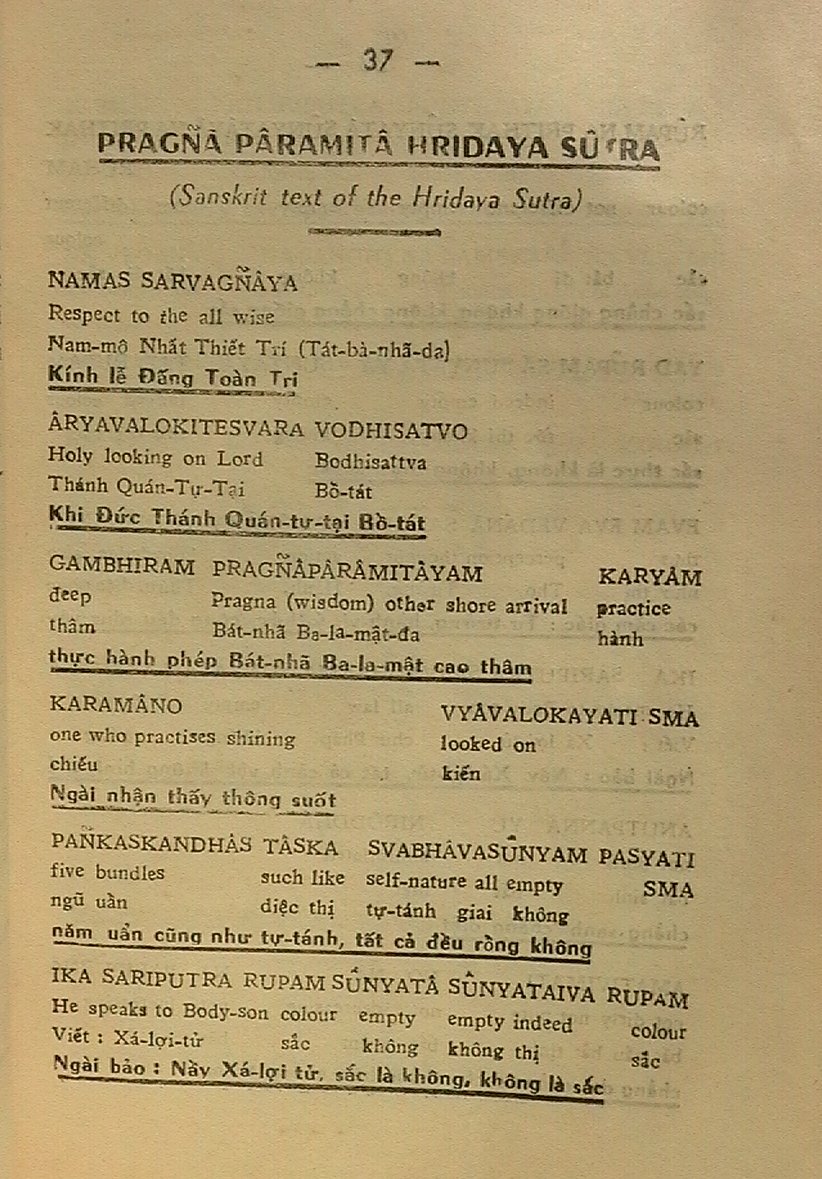 — 37 —
PRAGÑÂ PÂRAMITÂ HRIDAYA SÛTRA
(Sanskrit text of the Hridaya Sutra)
NAMAS SARVAGÑÂYA
Respect to the all wise
Nam-mô Nhất Thiết Trí (Tát-bà-nhã-da)
Kính lễ Đấng Toàn Tri
ÂRYAVALOKITESVARA VODHISATVO
Holy looking on Lord Bodhisattva
Thánh Quán-Tự-Tại Bồ-tát
Khi Đức Thánh Quán-tự-tại Bồ-tát
GAMBHIRAM PRAGÑÂPÂRÂMITÂYAM KARYÂM
deep Pragna (wisdom) other shore arrival practice
thâm Bát-nhã Ba-la-mật-đa hành
thực hành phép Bát-nhã Ba-la-mật cao thâm
KARAMÂNO VYÂVALOKAYATI SMA
one who practises shining looked on
chiếu kiến
Ngài nhận thấy thông suốt
PAÑKASKANDHÂS TÂSKA SVABHÂVASÛNYAM PASYATI
five bundles such like self-nature all empty SMA
ngũ uẩn diệc thị tự-tánh giai không
năm uẩn cũng như tự-tánh, tất cả đều rỗng không
IKA SARIPUTRA RUPAM SÛNYATÂ SÛNYATAIVA RUPAM
He speaks to Body-son colour empty empty indeed colour
Viết : Xá-lợi-tử sắc không không thị sắc
Ngài bảo : Nầy Xá-lợi tử, sắc là không, không là sắc